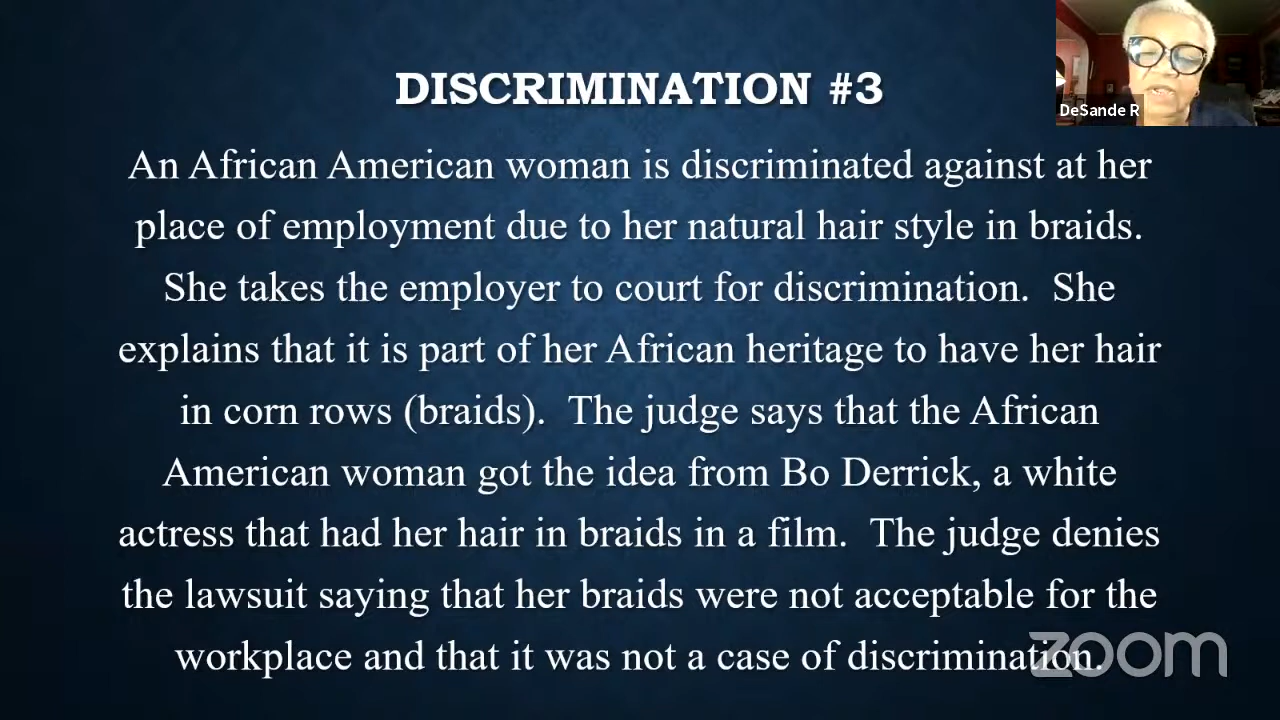 DISCRIMINATION #3
DeSande R
An African American woman is discriminated against at her
place of employment due to her natural hair style in braids.
She takes the employer to court for discrimination.  She
explains that it is part of her African heritage to have her hair
in corn rows (braids).  The judge says that the African
American woman got the idea from Bo Derrick, a white
actress that had her hair in braids in a film.  The judge denies
the lawsuit saying that her braids were not acceptable for the
workplace and that it was not a case of discrimination.
zoom